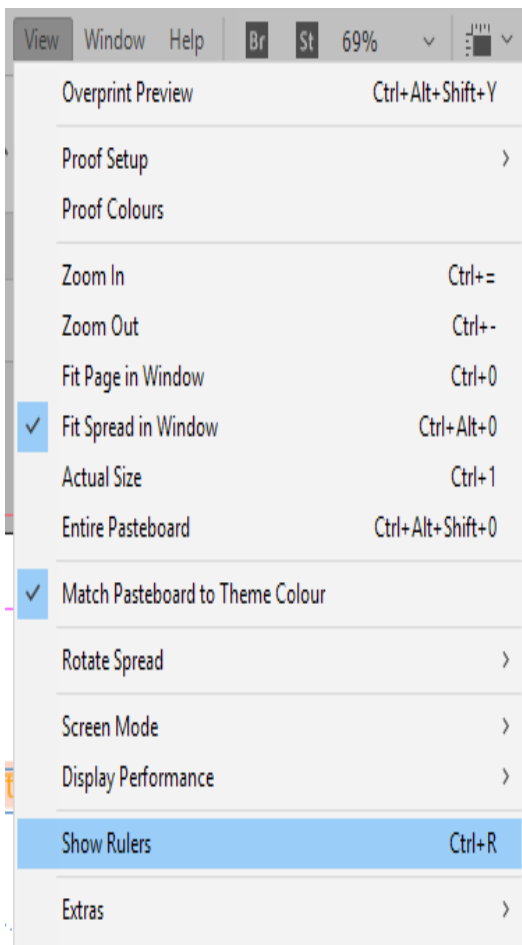 View Window Help Br St 69%
Overprint Preview Ctrl+Alt+Shift+Y
Proof Setup
Proof Colours
Zoom In Ctrl+=
Zoom Out Ctrl+-
Fit Page in Window Ctrl+0
Fit Spread in Window Ctrl+Alt+0
Actual Size Ctrl+1
Entire Pasteboard Ctrl+Alt+Shift+0
Match Pasteboard to Theme Colour
Rotate Spread
Screen Mode
Display Performance
Show Rulers Ctrl+R
Extras